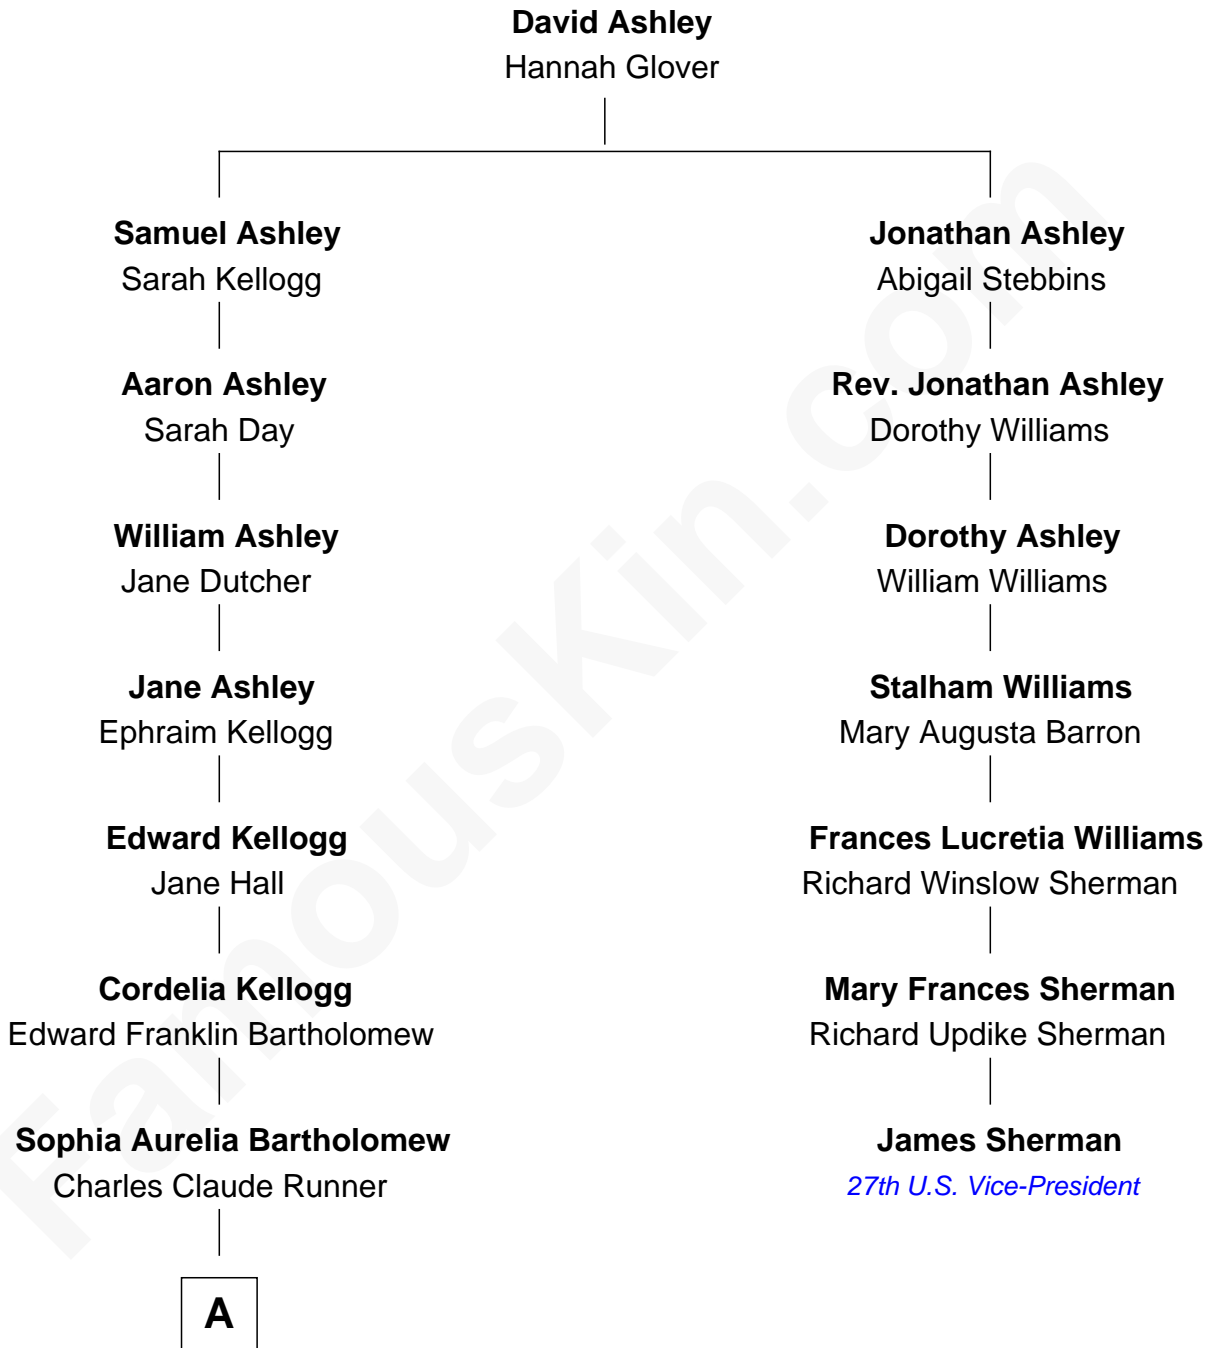 David Ashley
Hannah Glover
Samuel Ashley
Sarah Kellogg
Jonathan Ashley
Abigail Stebbins
Aaron Ashley
Sarah Day
Rev. Jonathan Ashley
Dorothy Williams
William Ashley
Jane Dutcher
Dorothy Ashley
William Williams
Jane Ashley
Ephraim Kellogg
Stalham Williams
Mary Augusta Barron
Edward Kellogg
Jane Hall
Frances Lucretia Williams
Richard Winslow Sherman
Cordelia Kellogg
Edward Franklin Bartholomew
Mary Frances Sherman
Richard Updike Sherman
Sophia Aurelia Bartholomew
Charles Claude Runner
James Sherman
27th U.S. Vice-President
A
FamousKin.com